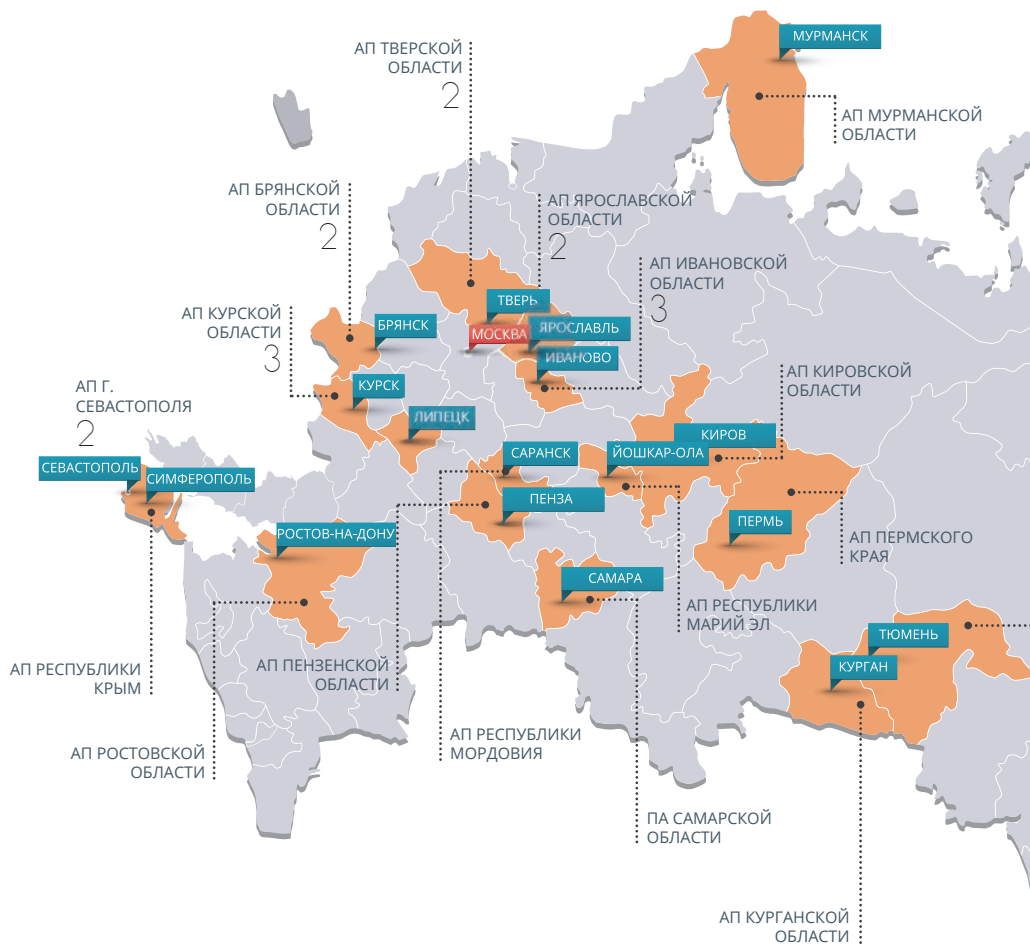 МУРМАНСК
АП ТВЕРСКОЙ
ОБЛАСТИ
2
АП МУРМАНСКОЙ
ОБЛАСТИ
АП БРЯНСКОЙ
ОБЛАСТИ
2
АП ЯРОСЛАВСКОЙ
ОБЛАСТИ
2
АП ИВАНОВСКОЙ
ОБЛАСТИ
3
АП КУРСКОЙ
ОБЛАСТИ
3
ТВЕРЬ
БРЯНСК
МОСКВА
ЯРОСЛАВЛЬ
ИВАНОВО
АП КИРОВСКОЙ
ОБЛАСТИ
АП Г.
СЕВАСТОПОЛЯ
2
КУРСК
ЛИПЕЦК
КИРОВ
САРАНСК
ЙОШКАР-ОЛА
СЕВАСТОПОЛЬ
СИМФЕРОПОЛЬ
ПЕНЗА
ПЕРМЬ
РОСТОВ-НА-ДОНУ
АП ПЕРМСКОГО
КРАЯ
САМАРА
АП РЕСПУБЛИКИ
МАРИЙ ЭЛ
ТЮМЕНЬ
КУРГАН
АП РЕСПУБЛИКИ
КРЫМ
АП ПЕНЗЕНСКОЙ
ОБЛАСТИ
АП РЕСПУБЛИКИ
МОРДОВИЯ
АП РОСТОВСКОЙ
ОБЛАСТИ
ПА САМАРСКОЙ
ОБЛАСТИ
АП КУРГАНСКОЙ
ОБЛАСТИ